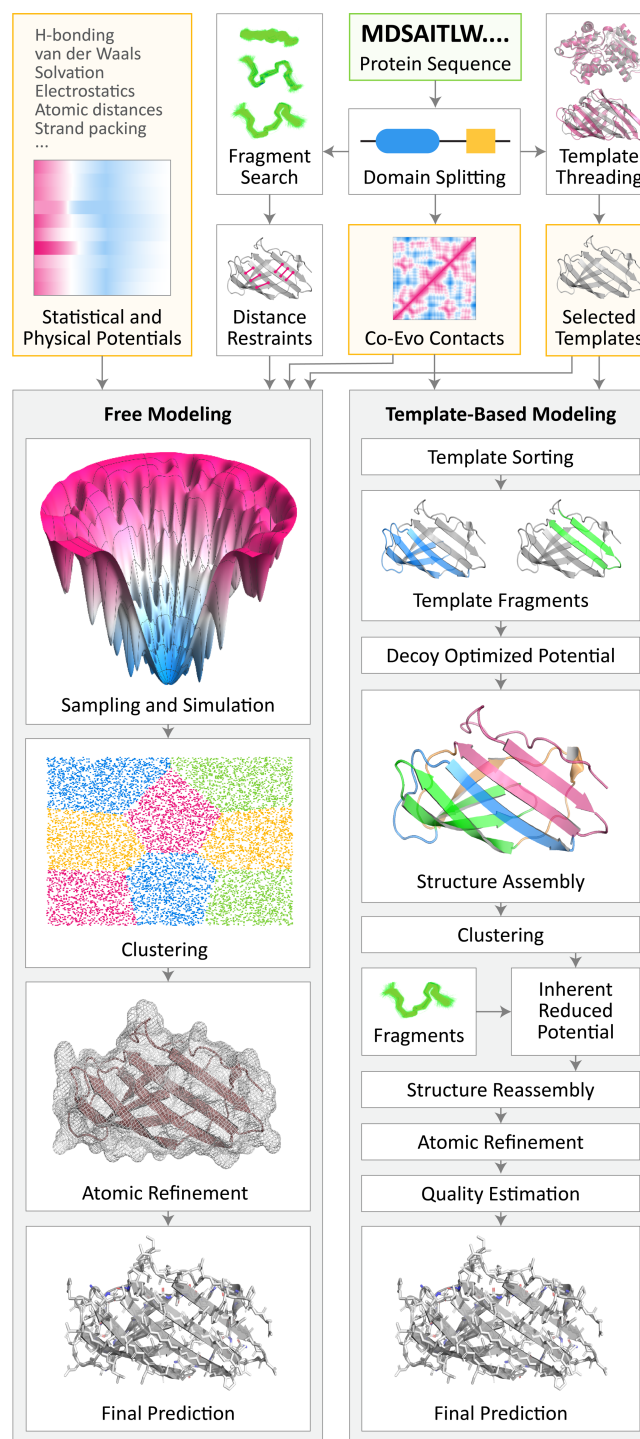 H-bonding
van der Waals
Solvation
Electrostatics
Atomic distances
Strand packing
...
Statistical and
Physical Potentials
Fragment
Search
MDSAITLW....
Protein Sequence
Domain Splitting
Template
Threading
Distance
Restraints
Co-Evo Contacts
Selected
Templates
Free Modeling
Sampling and Simulation
Clustering
Atomic Refinement
Final Prediction
Template-Based Modeling
Template Sorting
Template Fragments
Decoy Optimized Potential
Structure Assembly
Clustering
Fragments
Inherent
Reduced
Potential
Structure Reassembly
Atomic Refinement
Quality Estimation
Final Prediction